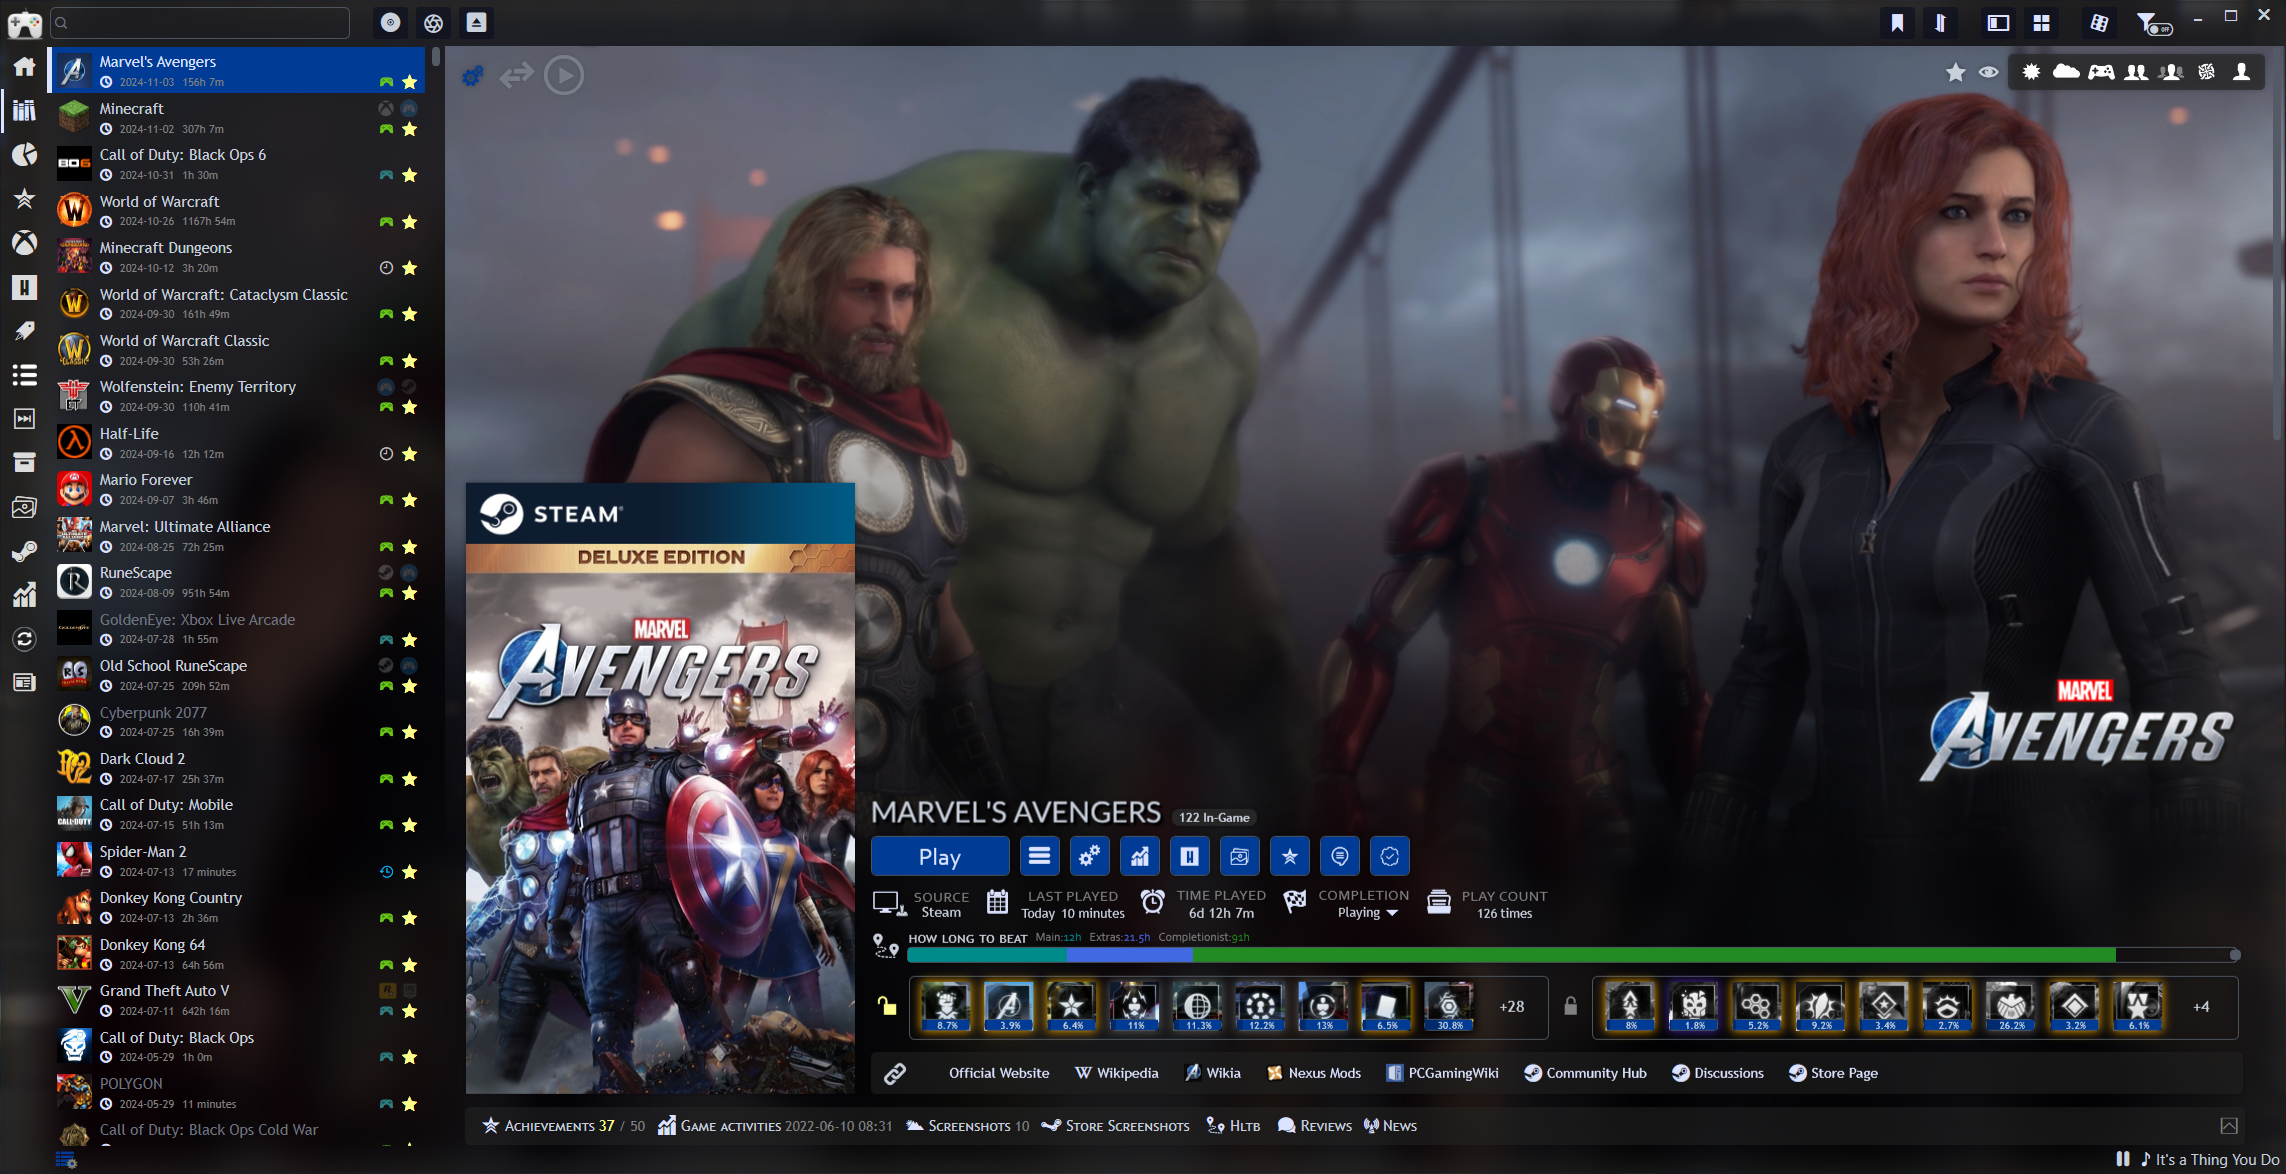 Marvel's Avengers
2024-11-03 156h 7m
Minecraft
2024-11-02 307h 7m
Call of Duty: Black Ops 6
2024-10-31 1h 30m
World of Warcraft
2024-10-26 1167h 54m
Minecraft Dungeons
2024-10-12 3h 20m
World of Warcraft: Cataclysm Classic
2024-09-30 161h 49m
World of Warcraft Classic
2024-09-30 53h 26m
Wolfenstein: Enemy Territory
2024-09-30 110h 41m
Half-Life
2024-09-16 12h 12m
Mario Forever
2024-09-07 3h 46m
Marvel: Ultimate Alliance
2024-08-25 72h 25m
RuneScape
2024-08-09 951h 54m
GoldenEye: Xbox Live Arcade
2024-07-28 1h 55m
Old School RuneScape
2024-07-25 209h 52m
Cyberpunk 2077
2024-07-25 16h 39m
Dark Cloud 2
2024-07-17 25h 37m
Call of Duty: Mobile
2024-07-15 51h 13m
Spider-Man 2
2024-07-13 17 minutes
Donkey Kong Country
2024-07-13 2h 36m
Donkey Kong 64
2024-07-13 64h 56m
Grand Theft Auto V
2024-07-11 642h 16m
Call of Duty: Black Ops
2024-05-29 1h 0m
POLYGON
2024-05-29 11 minutes
Call of Duty: Black Ops Cold War
OFF
STEAM
DELUXE EDITION
MARVEL
AVENGERS
MARVEL
AVENGERS
MARVEL'S AVENGERS 122 In-Game
Play
SOURCE
Steam
LAST PLAYED
Today 10 minutes
TIME PLAYED
6d 12h 7m
COMPLETION
Playing
PLAY COUNT
126 times
HOW LONG TO BEAT Main:12h Extras:21.5h Completionist:91h
8.7% 3.9% 6.4% 11% 11.3% 12.2% 13% 6.5% 30.8% +28
8% 1.8% 5.2% 9.2% 3.4% 2.7% 26.2% 3.2% 6.1% +4
Official Website Wikipedia Wikia Nexus Mods PCGamingWiki Community Hub Discussions Store Page
ACHIEVEMENTS 37 / 50 GAME ACTIVITIES 2022-06-10 08:31 SCREENSHOTS 10 STORE SCREENSHOTS HLTB REVIEWS NEWS
It's a Thing You Do